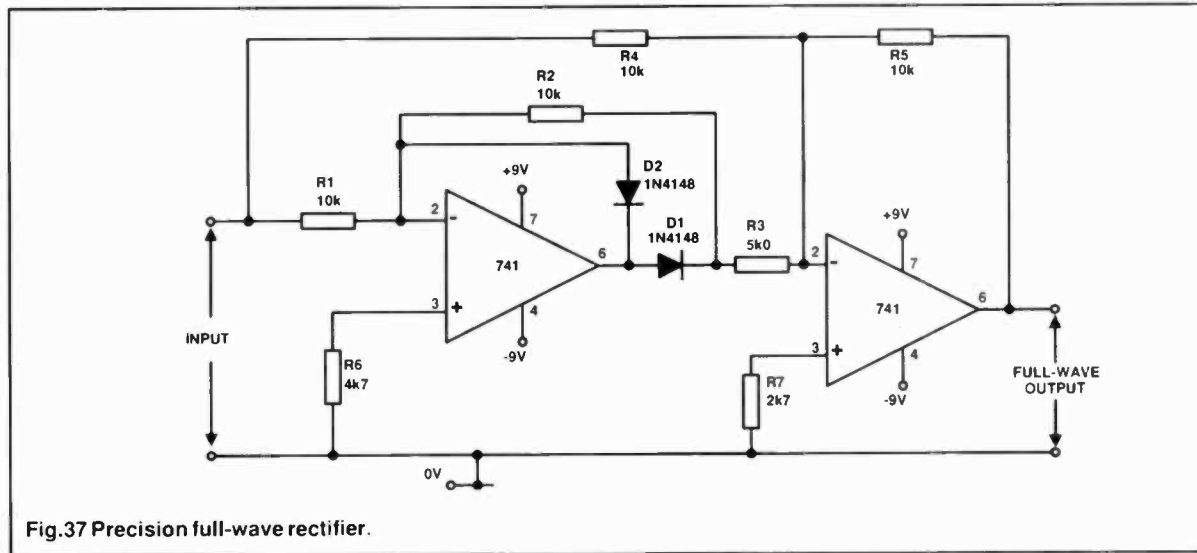 R4
10k
R5
10k
R2
10k
D2
1N4148
+9V
R1
10k
2
-
7
D1
1N4148
R3
5k0
+9V
6
2
-
7
741
741
6
3
+
4
-9V
3
+
4
-9V
INPUT
R6
4k7
R7
2k7
FULL-WAVE
OUTPUT
0V
Fig.37 Precision full-wave rectifier.